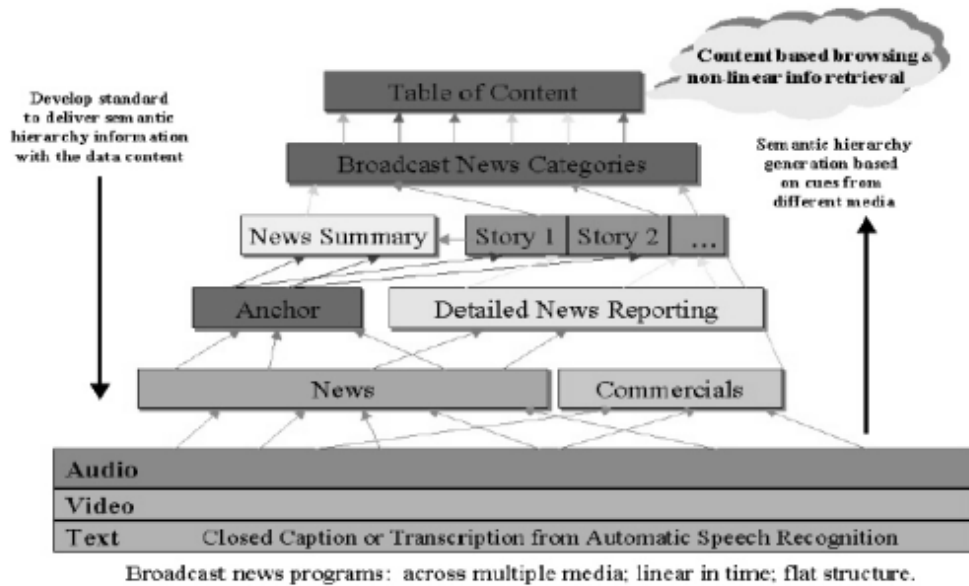 Content based browsing &
non-linear info retrieval
Table of Content
Develop standard
to deliver semantic
hierarchy information
with the data content
Semantic hierarchy
generation based
on cues from
different media
Broadcast News Categories
News Summary
Story 1
Story 2
...
Anchor
Detailed News Reporting
News
Commercials
Audio
Video
Text Closed Caption or Transcription from Automatic Speech Recognition
Broadcast news programs: across multiple media; linear in time; flat structure.